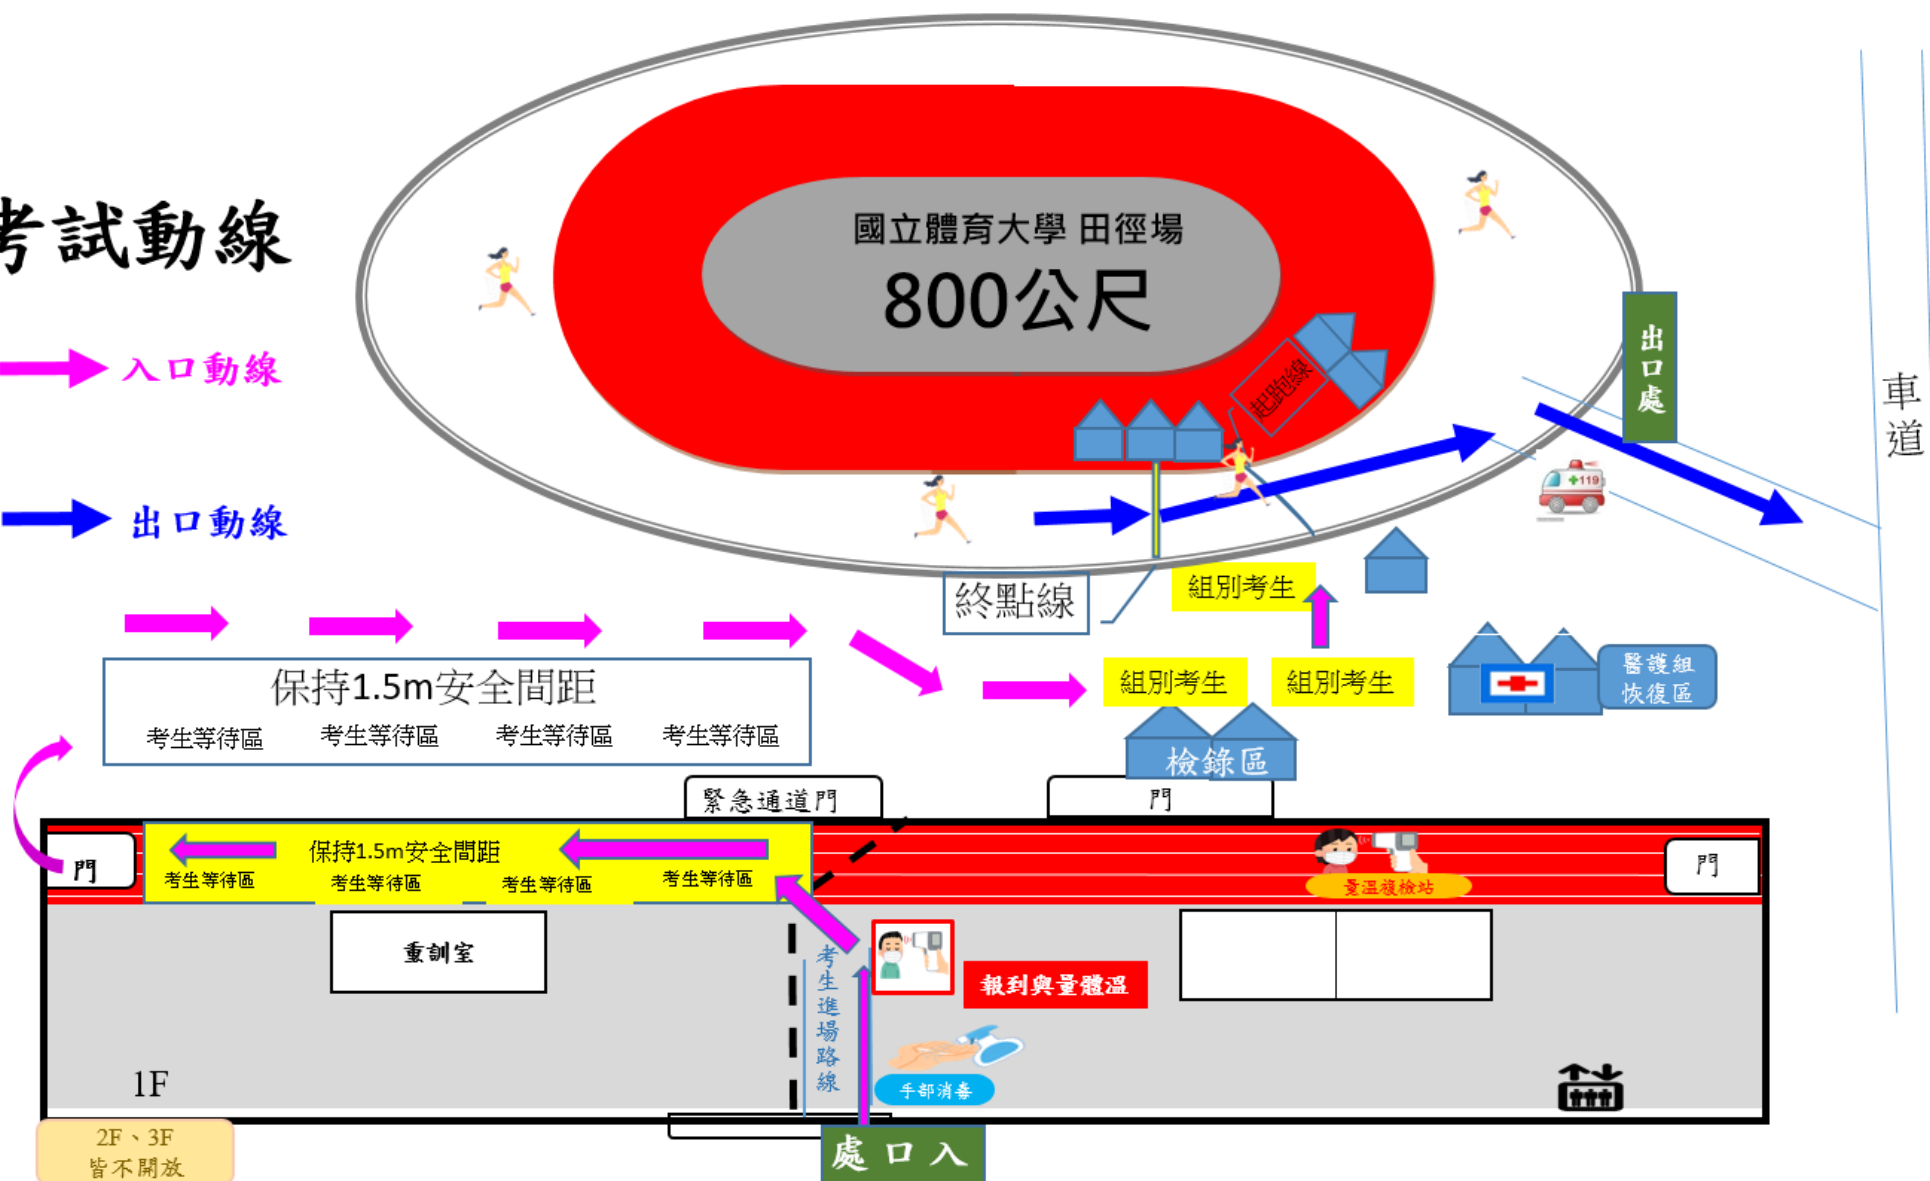 國立體育大學 田徑場
800公尺
考試動線
入口動線
出口動線
起跑線
出口處
車道
+119
終點線
組別考生
組別考生
組別考生
醫護組
恢復區
保持1.5m安全間距
考生等待區
考生等待區
考生等待區
考生等待區
檢錄區
緊急通道門
門
門
保持1.5m安全間距
考生等待區
考生等待區
考生等待區
考生等待區
量溫複檢站
門
重訓室
考生進場路線
報到與量體溫
手部消毒
1F
2F、3F
皆不開放
處口入